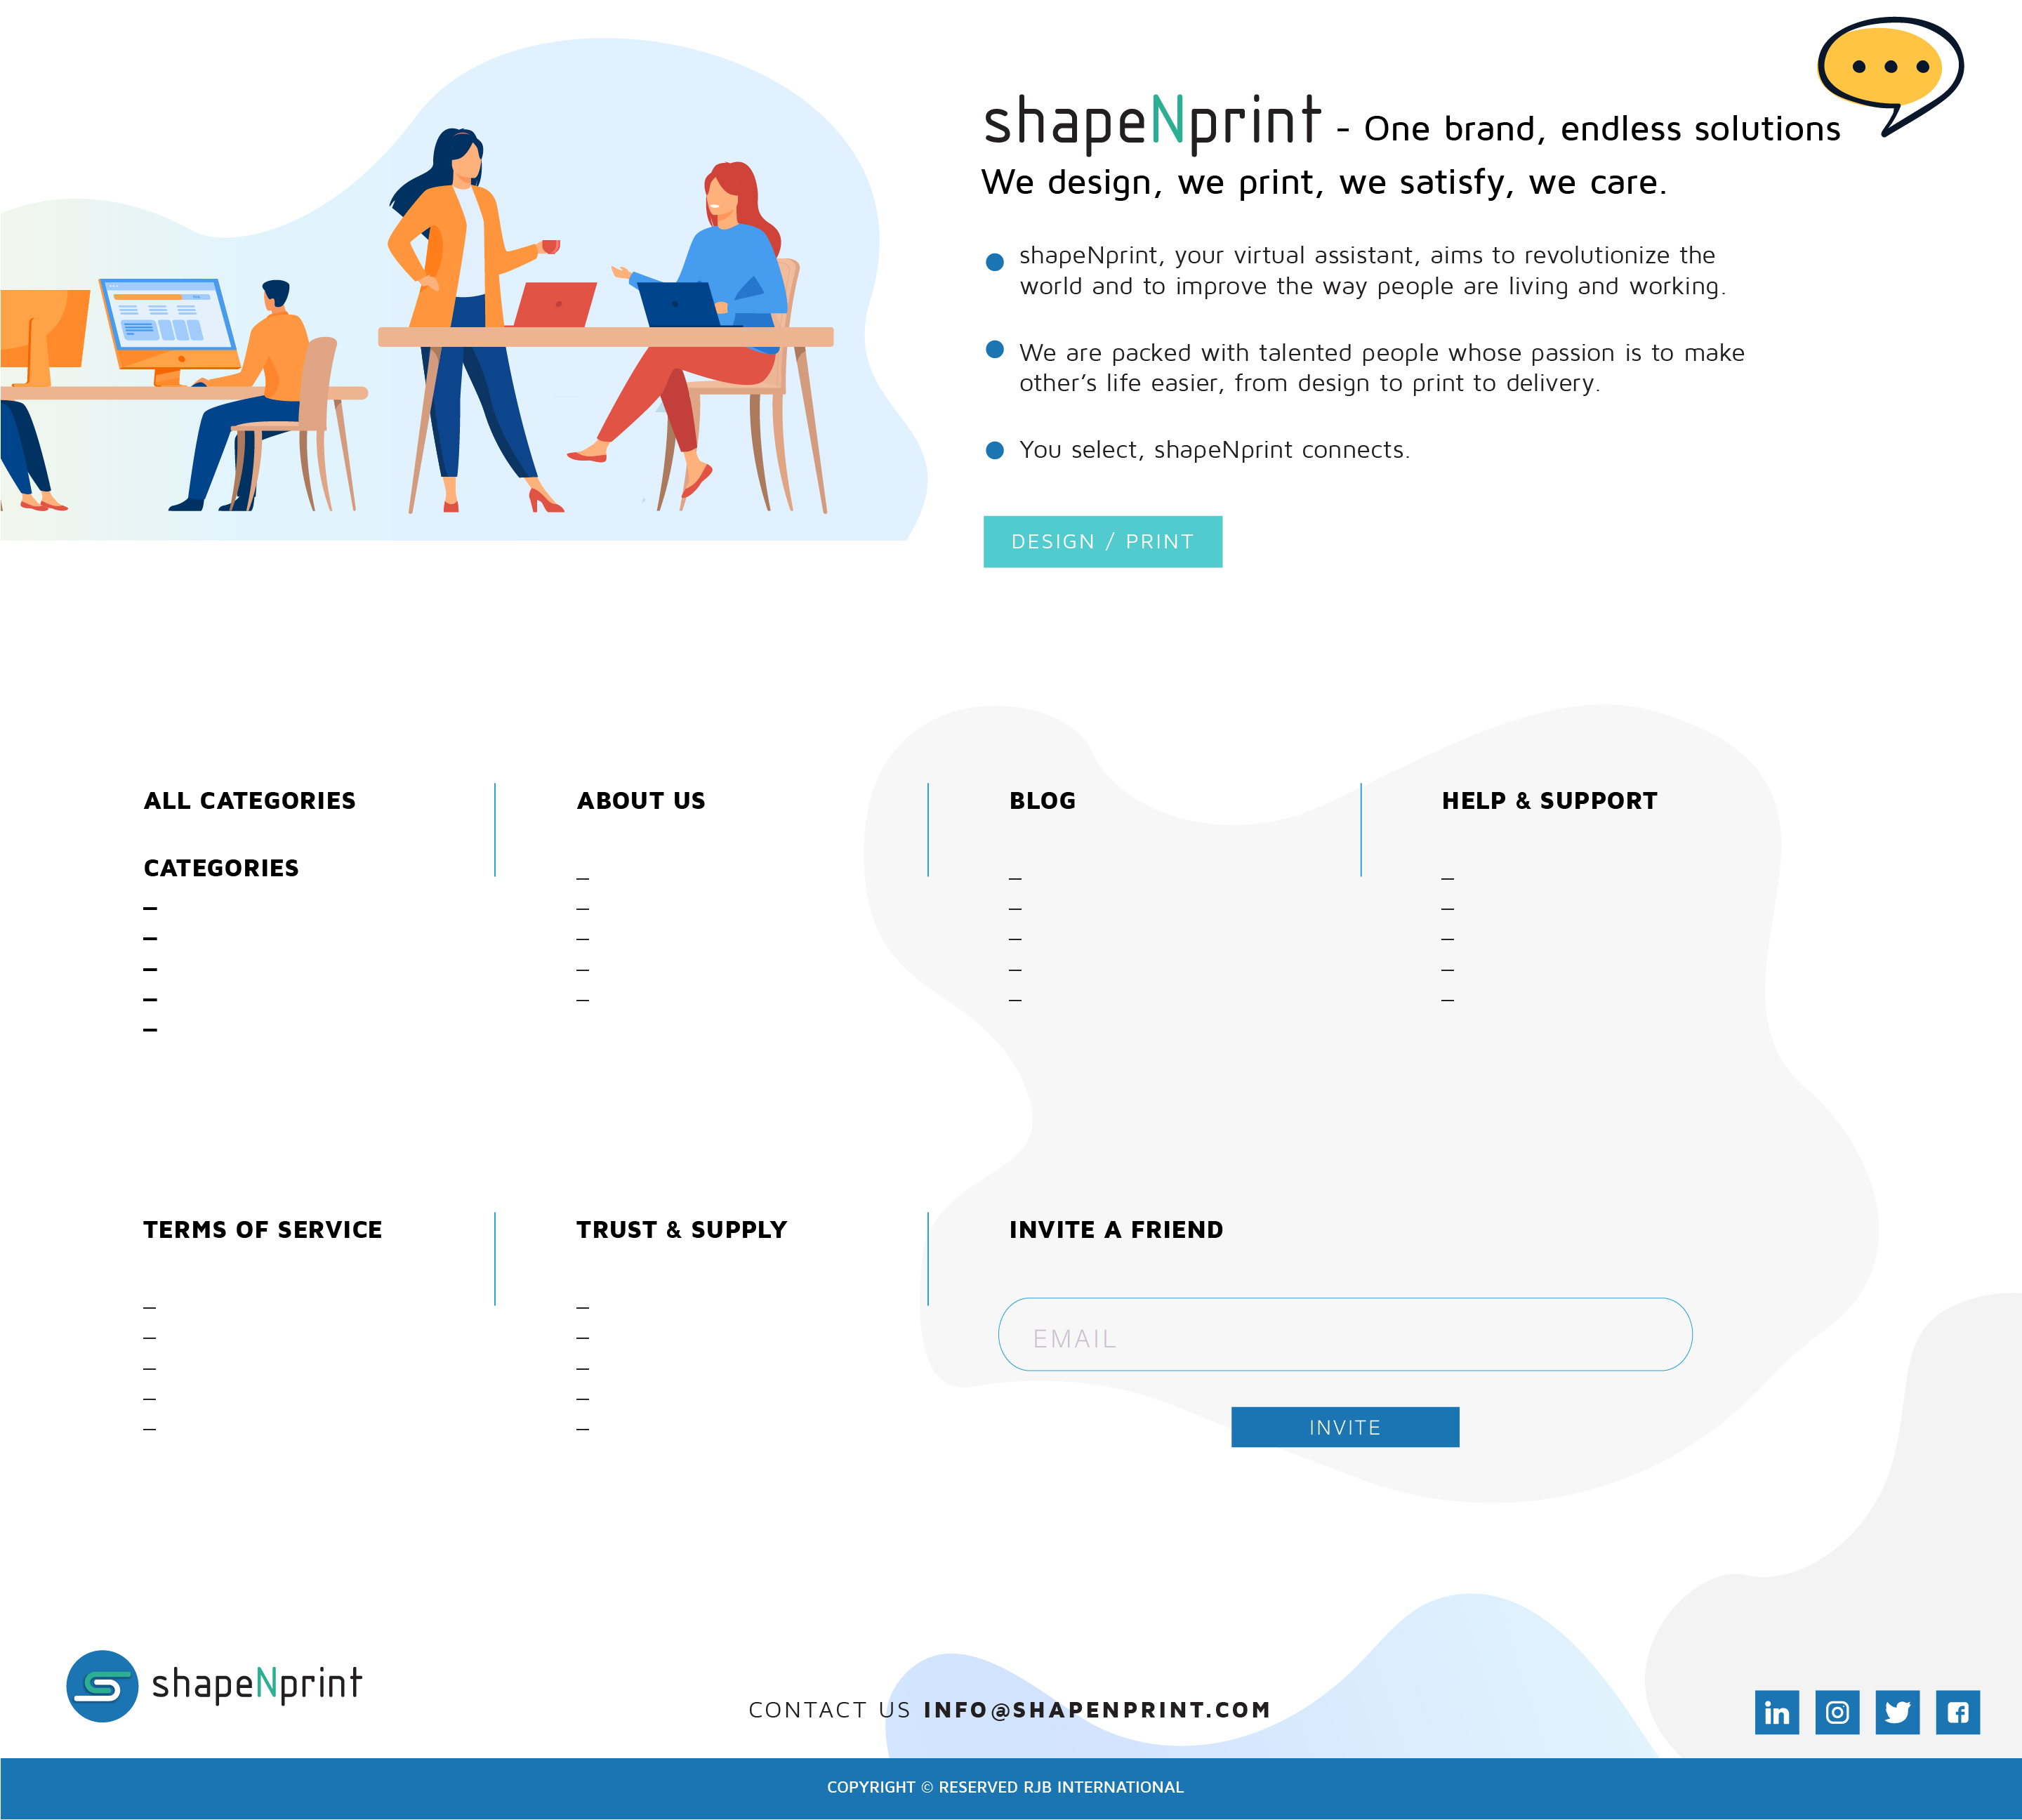 shapeNprint - One brand, endless solutions
We design, we print, we satisfy, we care.
shapeNprint, your virtual assistant, aims to revolutionize the
world and to improve the way people are living and working.
We are packed with talented people whose passion is to make
other’s life easier, from design to print to delivery.
You select, shapeNprint connects.
DESIGN / PRINT
ALL CATEGORIES
CATEGORIES
–
–
–
–
–
ABOUT US
–
–
–
–
–
BLOG
–
–
–
–
–
HELP & SUPPORT
–
–
–
–
–
TERMS OF SERVICE
–
–
–
–
–
TRUST & SUPPLY
–
–
–
–
–
INVITE A FRIEND
EMAIL
INVITE
shapeNprint
CONTACT US INFO@SHAPENPRINT.COM
in
COPYRIGHT © RESERVED RJB INTERNATIONAL